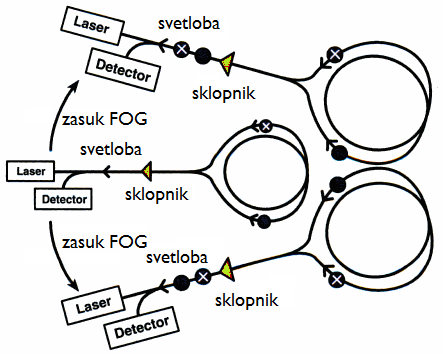 Laser
svetloba
Detector
sklopnik
zasuk FOG
svetloba
Laser
sklopnik
Detector
zasuk FOG
svetloba
Laser
sklopnik
Detector